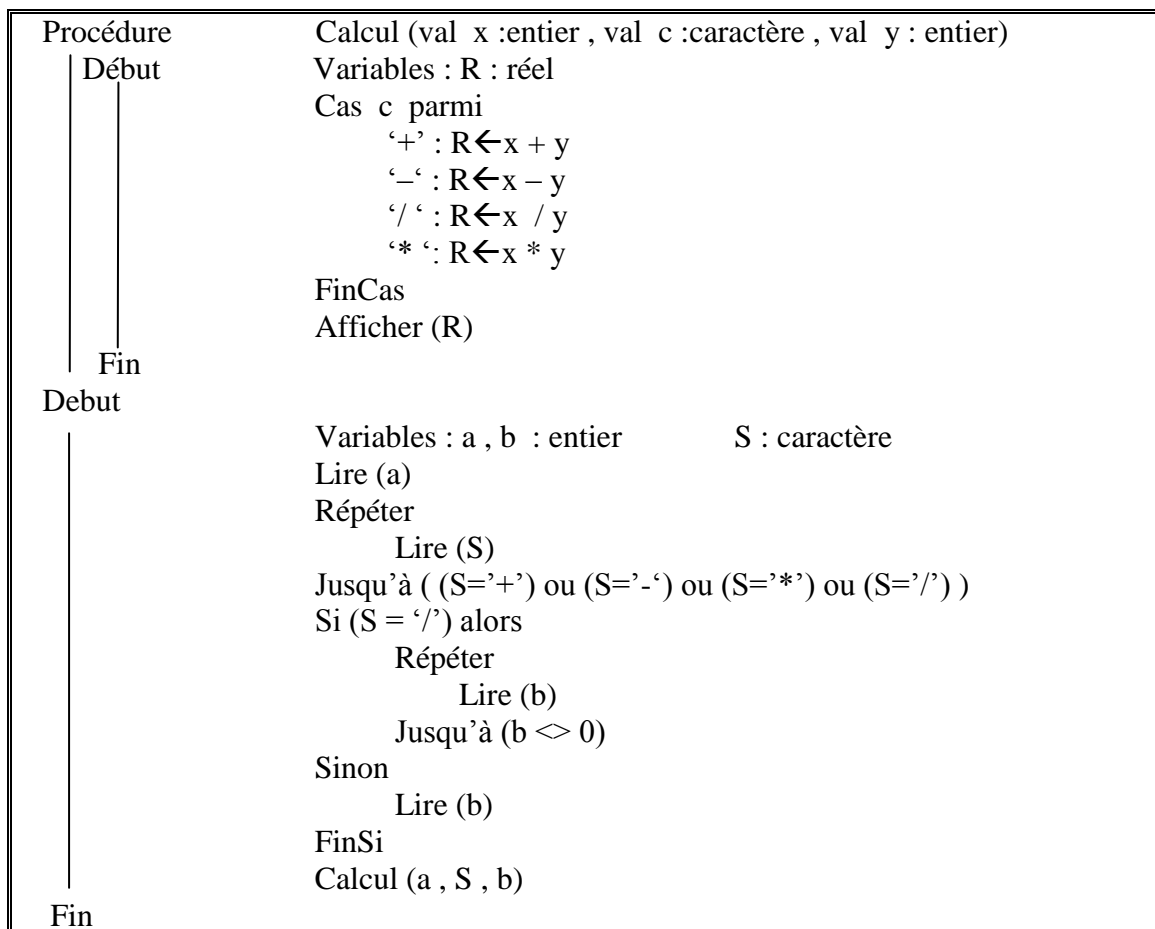 Procédure Calcul (val x :entier , val c :caractère , val y : entier)
Début Variables : R : réel
Cas c parmi
‘+’ : R←x + y
‘–‘ : R←x – y
‘/ ‘ : R←x / y
‘* ‘: R←x * y
FinCas
Afficher (R)
Fin
Debut
Variables : a , b : entier S : caractère
Lire (a)
Répéter
Lire (S)
Jusqu’à ( (S=’+’) ou (S=’-‘) ou (S=’*’) ou (S=’/’) )
Si (S = ‘/’) alors
Répéter
Lire (b)
Jusqu’à (b <> 0)
Sinon
Lire (b)
FinSi
Calcul (a , S , b)
Fin